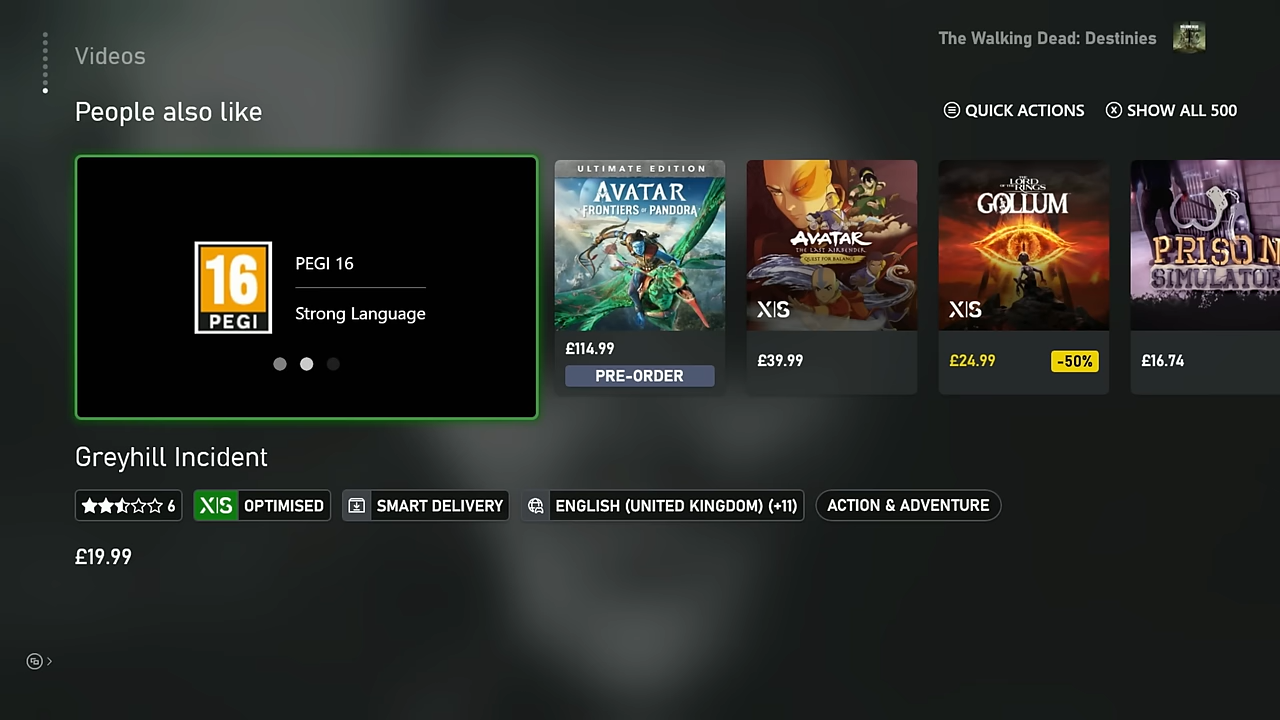 The Walking Dead: Destinies
Videos
People also like
QUICK ACTIONS
X SHOW ALL 500
16
PEGI
PEGI 16
Strong Language
ULTIMATE EDITION
AVATAR
FRONTIERS OF PANDORA
£114.99
PRE-ORDER
AVATAR
THE LAST AIRBENDER
QUEST FOR BALANCE
X|S
£39.99
THE
LORD
OF THE RINGS
GOLLUM
X|S
£24.99
-50%
PRISON
SIMULATOR
£16.74
Greyhill Incident
6
X|S OPTIMISED
SMART DELIVERY
ENGLISH (UNITED KINGDOM) (+11)
ACTION & ADVENTURE
£19.99